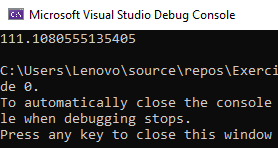 Microsoft Visual Studio Debug Console
111.1080555135405
C:\Users\Lenovo\source\repos\Exerci
de 0.
To automatically close the console
le when debugging stops.
Press any key to close this window